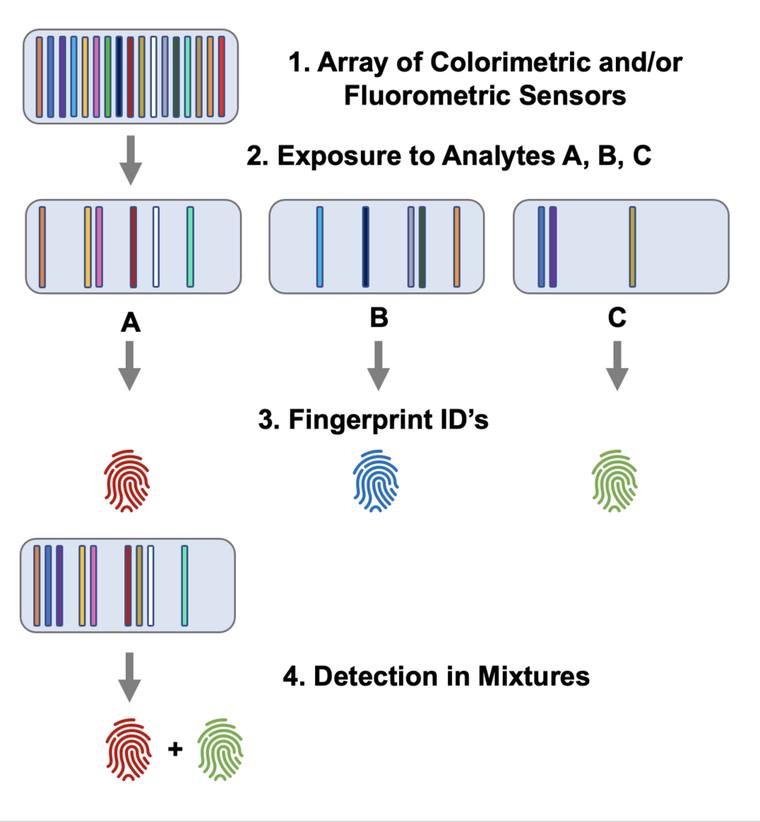 1. Array of Colorimetric and/or
Fluorometric Sensors
2. Exposure to Analytes A, B, C
A
B
C
3. Fingerprint ID’s
4. Detection in Mixtures
+